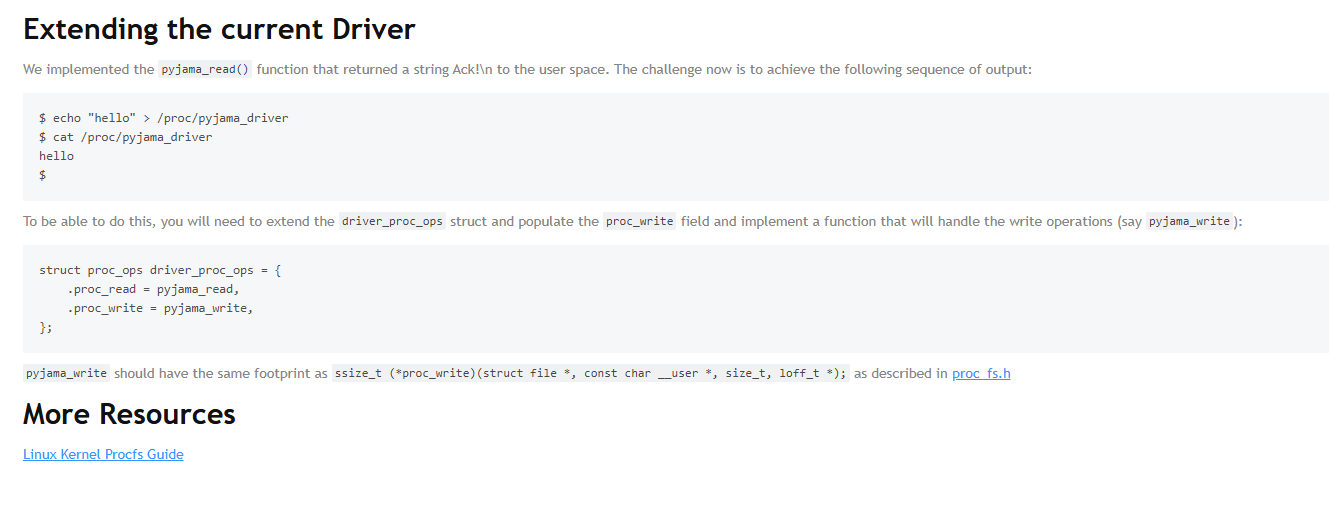 Extending the current Driver
We implemented the pyjama_read() function that returned a string Ack!\n to the user space. The challenge now is to achieve the following sequence of output:
$ echo "hello" > /proc/pyjama_driver
$ cat /proc/pyjama_driver
hello
$
To be able to do this, you will need to extend the driver_proc_ops struct and populate the proc_write field and implement a function that will handle the write operations (say pyjama_write):
struct proc_ops driver_proc_ops = {
    .proc_read = pyjama_read,
    .proc_write = pyjama_write,
};
pyjama_write should have the same footprint as ssize_t (*proc_write)(struct file *, const char __user *, size_t, loff_t *); as described in proc_fs.h
More Resources
Linux Kernel Procfs Guide